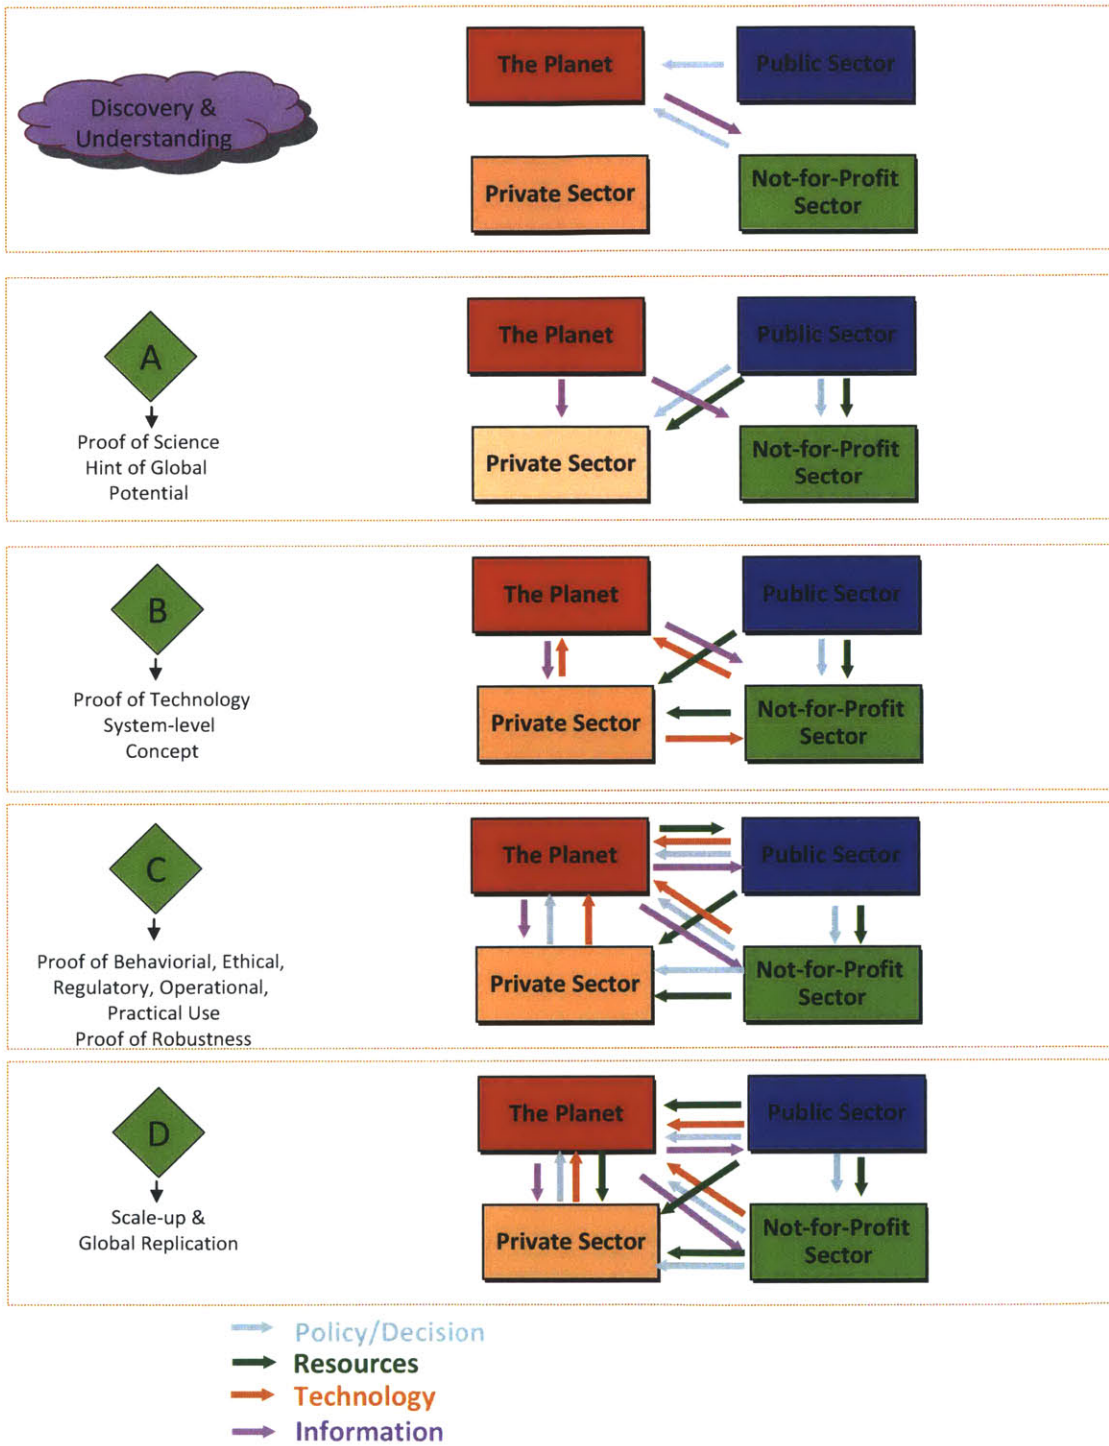 Discovery &
Understanding
The Planet
Public Sector
Private Sector
Not-for-Profit
Sector
A
Proof of Science
Hint of Global
Potential
The Planet
Public Sector
Private Sector
Not-for-Profit
Sector
B
Proof of Technology
System-level
Concept
The Planet
Public Sector
Private Sector
Not-for-Profit
Sector
C
Proof of Behaviorial, Ethical,
Regulatory, Operational,
Practical Use
Proof of Robustness
The Planet
Public Sector
Private Sector
Not-for-Profit
Sector
D
Scale-up &
Global Replication
The Planet
Public Sector
Private Sector
Not-for-Profit
Sector
Policy/Decision
Resources
Technology
Information